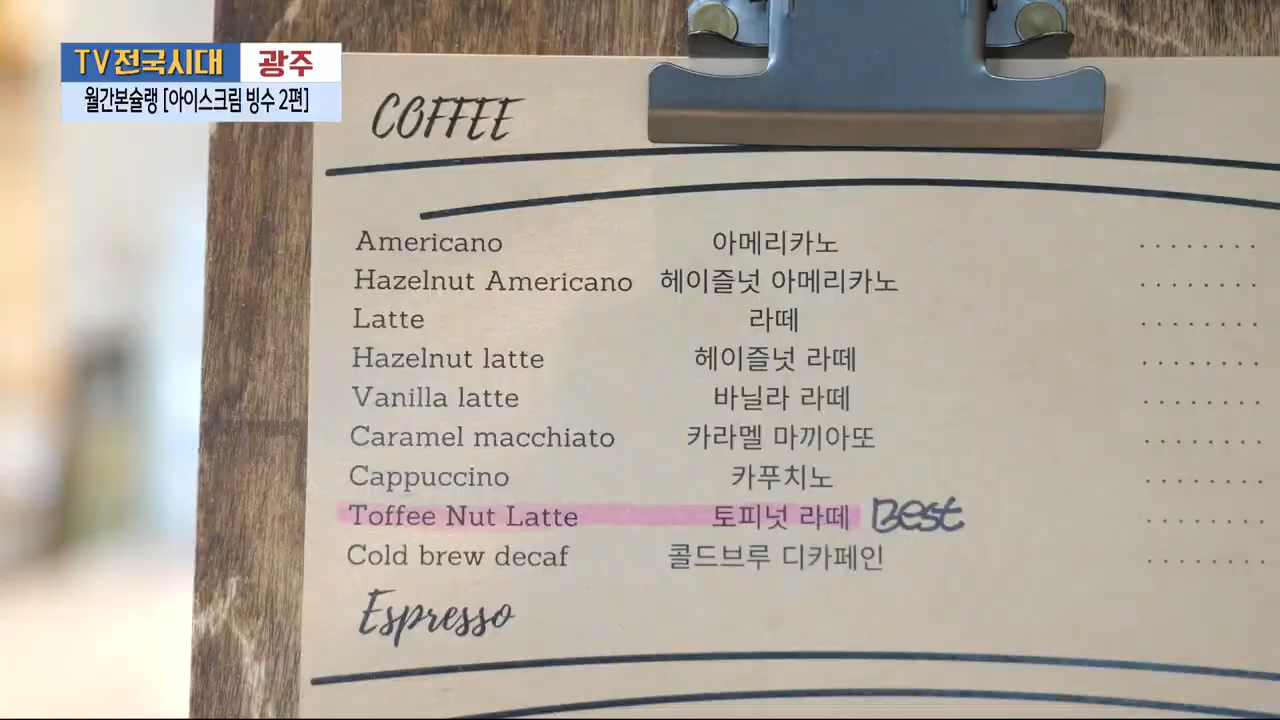 TV전국시대 광주
월간본슐랭 [아이스크림 빙수 2편]
COFFEE
Americano 아메리카노 ........
Hazelnut Americano 헤이즐넛 아메리카노 ........
Latte 라떼 ........
Hazelnut latte 헤이즐넛 라떼 ........
Vanilla latte 바닐라 라떼 ........
Caramel macchiato 카라멜 마끼아또 ........
Cappuccino 카푸치노 ........
Toffee Nut Latte 토피넛 라떼 Best ........
Cold brew decaf 콜드브루 디카페인 ........
Espresso